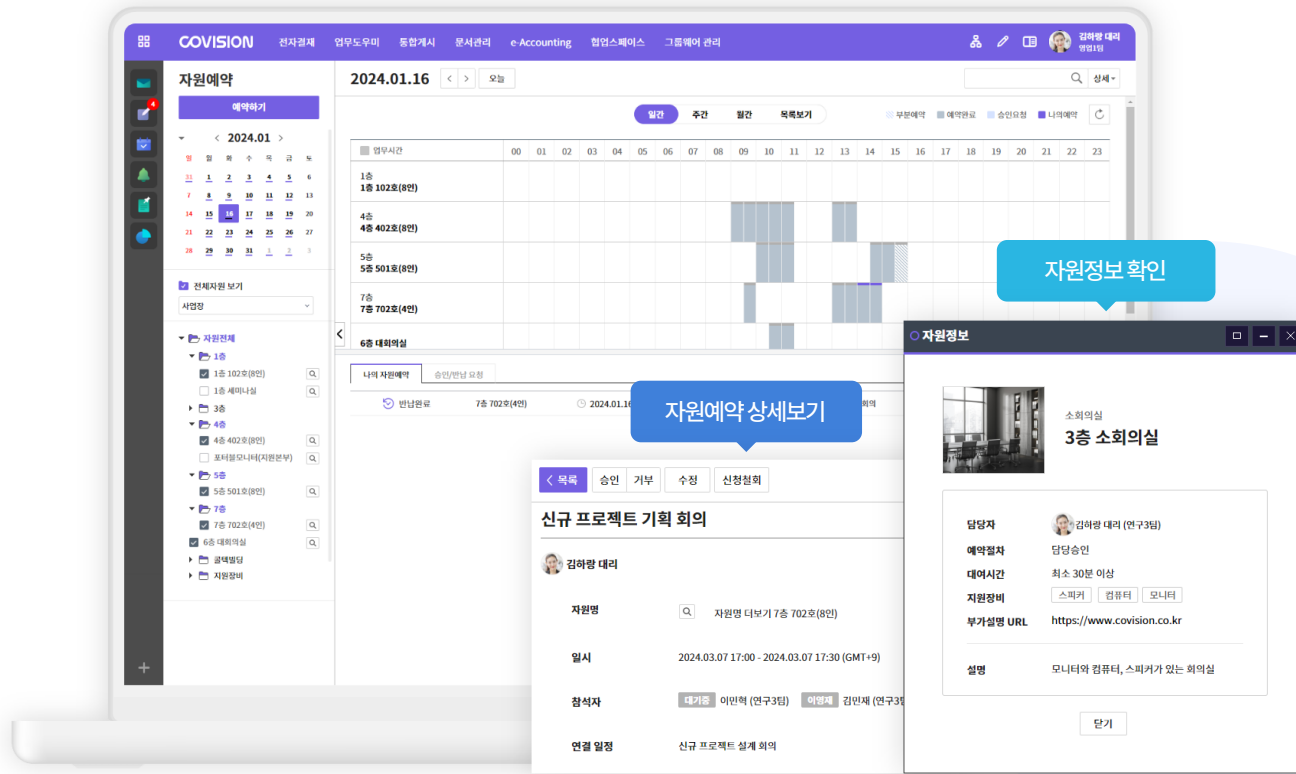 COVISION 전자결재 업무도우미 통합게시 문서관리 e-Accounting 협업스페이스 그룹웨어 관리
김하랑 대리
영업1팀
4
자원예약
예약하기
2024.01
일 월 화 수 목 금 토
31 1 2 3 4 5 6
7 8 9 10 11 12 13
14 15 16 17 18 19 20
21 22 23 24 25 26 27
28 29 30 31 1 2 3
전체자원 보기
사업장
자원전체
1층
1층 102호(8인)
1층 세미나실
3층
4층
4층 402호(8인)
포터블모니터(지원본부)
5층
5층 501호(8인)
7층
7층 702호(4인)
6층 대회의실
쿨텍빌딩
지원장비
2024.01.16 < > 오늘
상세
일간 주간 월간 목록보기
부분예약 예약완료 승인요청 나의예약
업무시간 00 01 02 03 04 05 06 07 08 09 10 11 12 13 14 15 16 17 18 19 20 21 22 23
1층
1층 102호(8인)
4층
4층 402호(8인)
5층
5층 501호(8인)
7층
7층 702호(4인)
6층 대회의실
나의 자원예약 승인/반납 요청
반납완료 7층 702호(4인) 2024.01.16 회의
자원예약 상세보기
< 목록 승인 거부 수정 신청철회
신규 프로젝트 기획 회의
김하랑 대리
자원명 자원명 더보기 7층 702호(8인)
일시 2024.03.07 17:00 - 2024.03.07 17:30 (GMT+9)
참석자 대기중 이민혁 (연구3팀) 이영재 김민재 (연구3팀
연결 일정 신규 프로젝트 설계 회의
자원정보 확인
자원정보
소회의실
3층 소회의실
담당자 김하랑 대리 (연구3팀)
예약절차 담당승인
대여시간 최소 30분 이상
지원장비 스피커 컴퓨터 모니터
부가설명 URL https://www.covision.co.kr
설명 모니터와 컴퓨터, 스피커가 있는 회의실
닫기